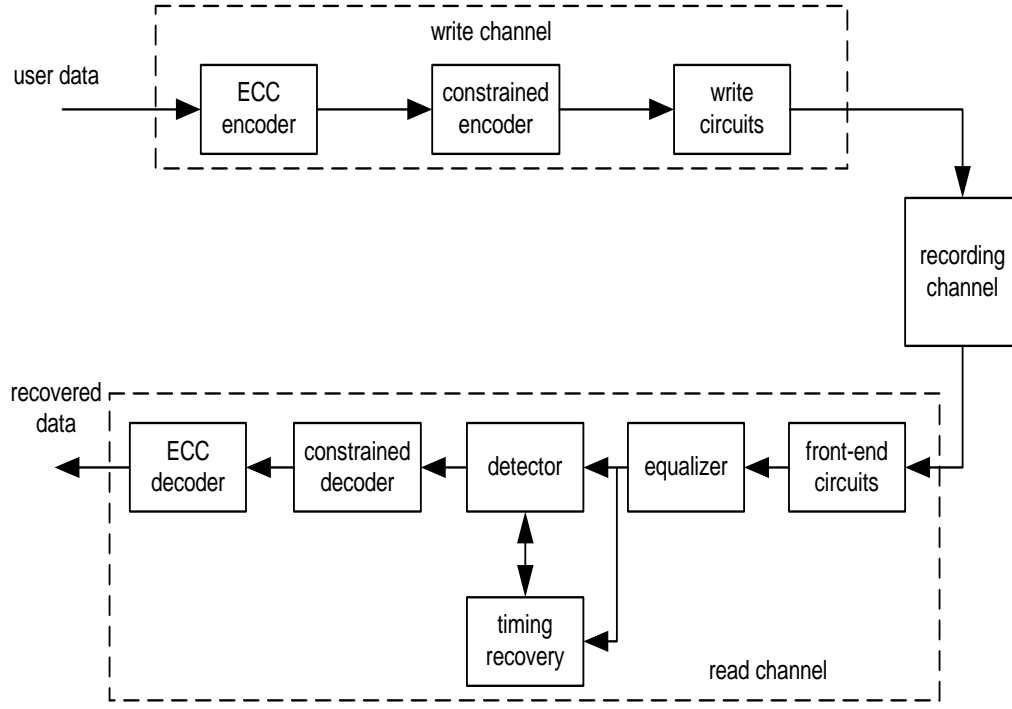 write channel
user data
ECC
encoder
constrained
encoder
write
circuits
recording
channel
recovered
data
ECC
decoder
constrained
decoder
detector
equalizer
front-end
circuits
timing
recovery
read channel